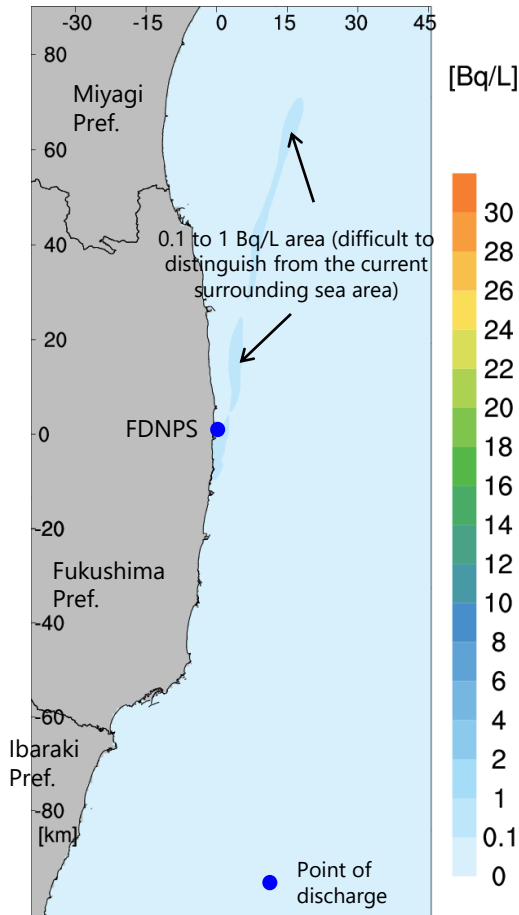 -30 -15 0 15 30 45
[Bq/L]
80
Miyagi
Pref.
60
40
0.1 to 1 Bq/L area (difficult to
distinguish from the current
surrounding sea area)
20
FDNPS
0
-20
Fukushima
Pref.
-40
-60
Ibaraki
Pref.
-80
[km]
Point of
discharge
30
28
26
24
22
20
18
16
14
12
10
8
6
4
2
1
0.1
0